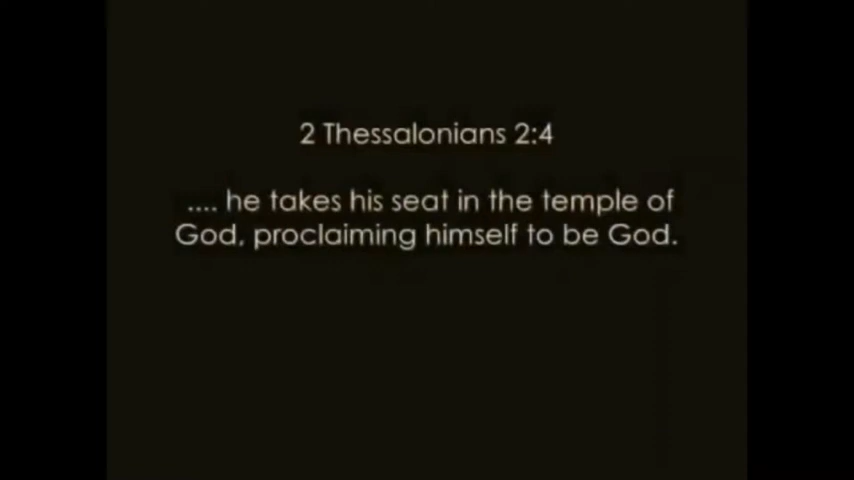 2 Thessalonians 2:4
.... he takes his seat in the temple of
God, proclaiming himself to be God.